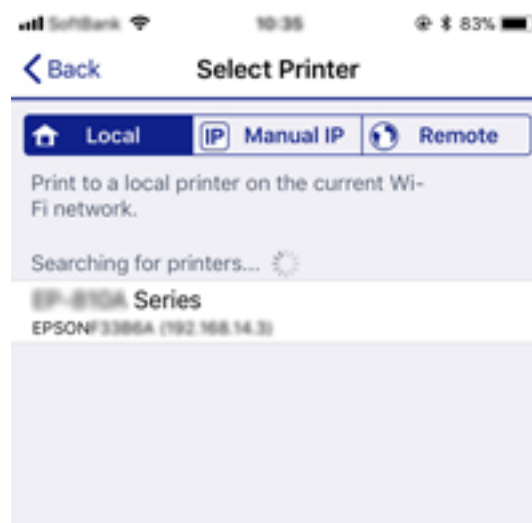 SoftBank 10:35 83%
Back Select Printer
Local IP Manual IP Remote
Print to a local printer on the current Wi-
Fi network.
Searching for printers...
Series
EPSON